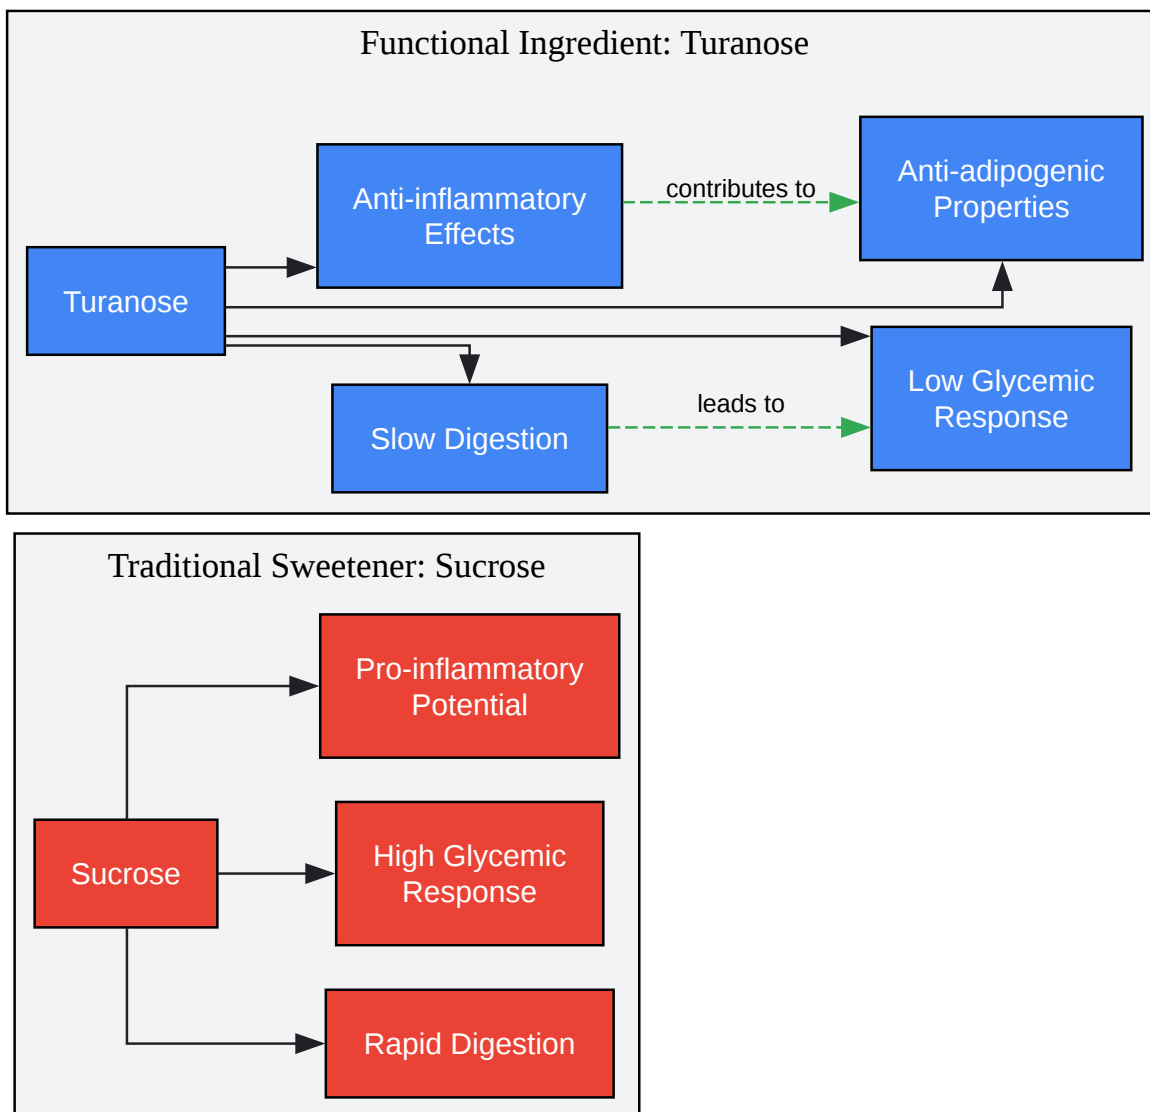 Functional Ingredient: Turanose
Anti-inflammatory
Effects
contributes to
Anti-adipogenic
Properties
Turanose
Low Glycemic
Response
leads to
Slow Digestion
Traditional Sweetener: Sucrose
Pro-inflammatory
Potential
Sucrose
High Glycemic
Response
Rapid Digestion